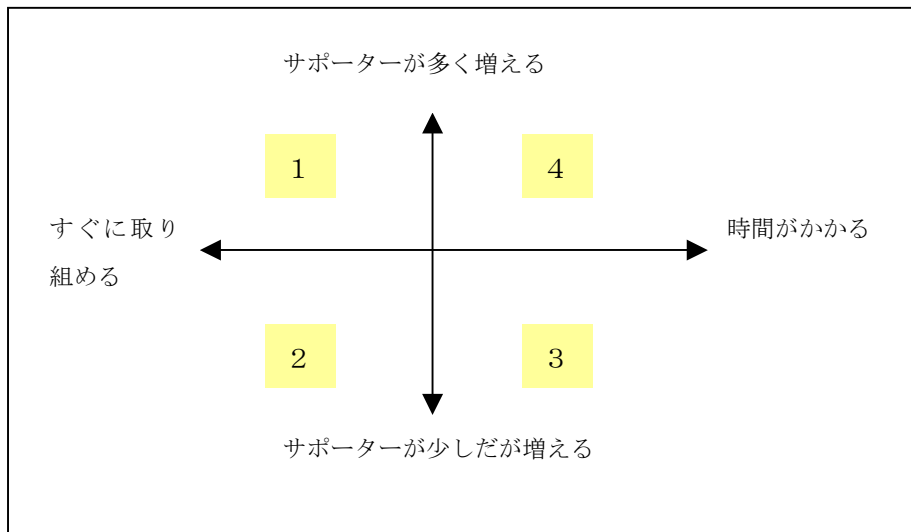 サポーターが多く増える
１
４
すぐに取り
組める
時間がかかる
２
３
サポーターが少しだが増える